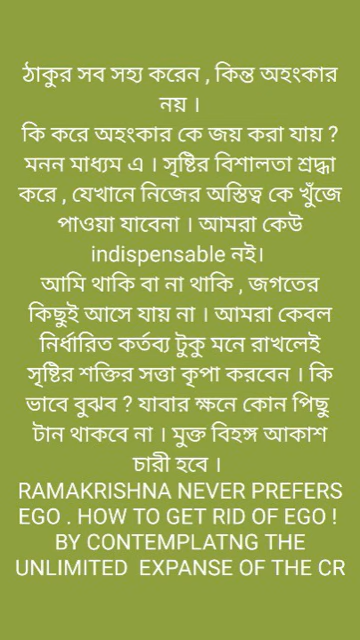 ঠাকুর সব সহ্য করেন , কিন্ত অহংকার
নয় ।
কি করে অহংকার কে জয় করা যায় ?
মনন মাধ্যম এ । সৃষ্টির বিশালতা শ্রদ্ধা
করে , যেখানে নিজের অস্তিত্ব কে খুঁজে
পাওয়া যাবেনা । আমরা কেউ
indispensable নই।
আমি থাকি বা না থাকি , জগতের
কিছুই আসে যায় না । আমরা কেবল
নির্ধারিত কর্তব্য টুকু মনে রাখলেই
সৃষ্টির শক্তির সত্তা কৃপা করবেন । কি
ভাবে বুঝব ? যাবার ক্ষনে কোন পিছু
টান থাকবে না । মুক্ত বিহঙ্গ আকাশ
চারী হবে ।
RAMAKRISHNA NEVER PREFERS
EGO . HOW TO GET RID OF EGO !
BY CONTEMPLATNG THE
UNLIMITED EXPANSE OF THE CR